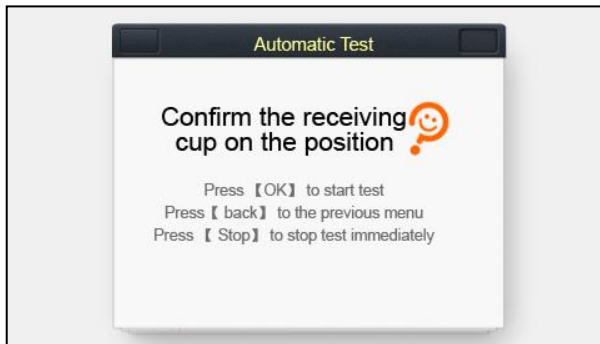 Automatic Test
Confirm the receiving
cup on the position
Press 【OK】 to start test
Press 【 back】 to the previous menu
Press 【 Stop】 to stop test immediately